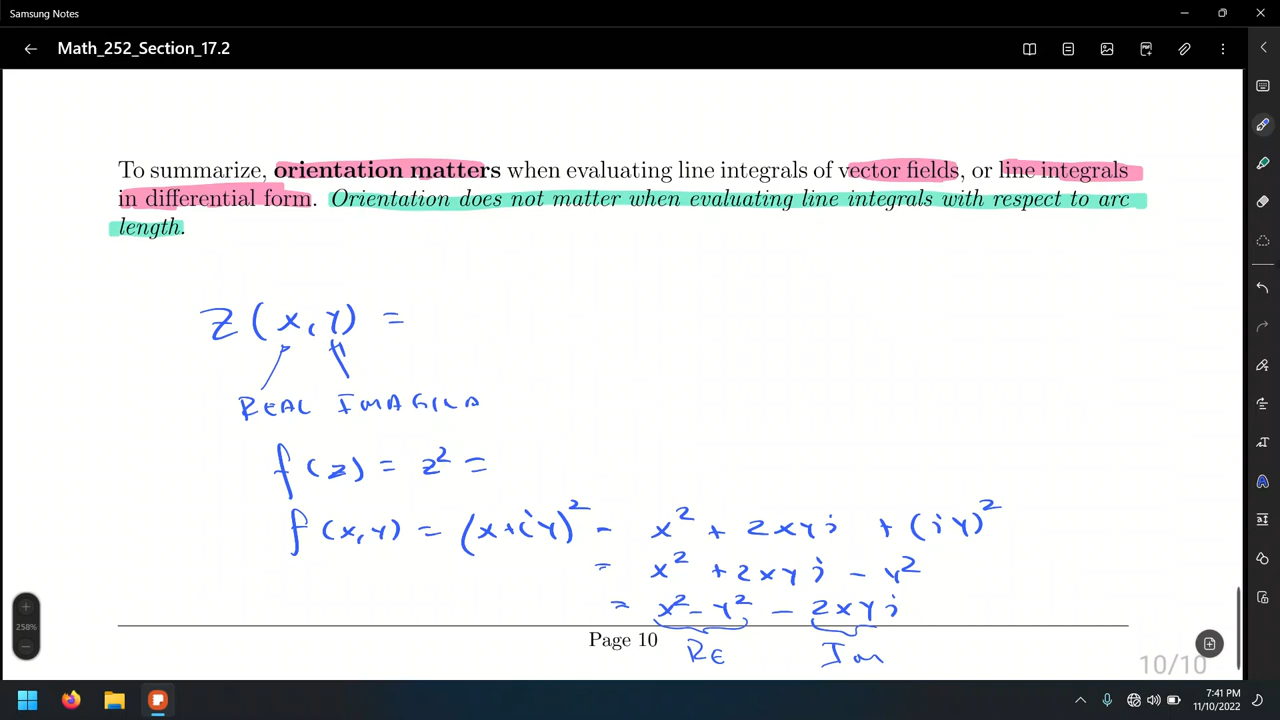 Samsung Notes
Math_252_Section_17.2
To summarize, orientation matters when evaluating line integrals of vector fields, or line integrals
in differential form. Orientation does not matter when evaluating line integrals with respect to arc
length.
Z(x,y) =
REAL IMAGINA
f(z) = z² =
f(x,y) = (x+iy)² - x² + 2xyi + (iy)²
= x² + 2xyi - y²
= x² - y² - 2xyi
Page 10
RE Im
258%
10/10
7:41 PM
11/10/2022